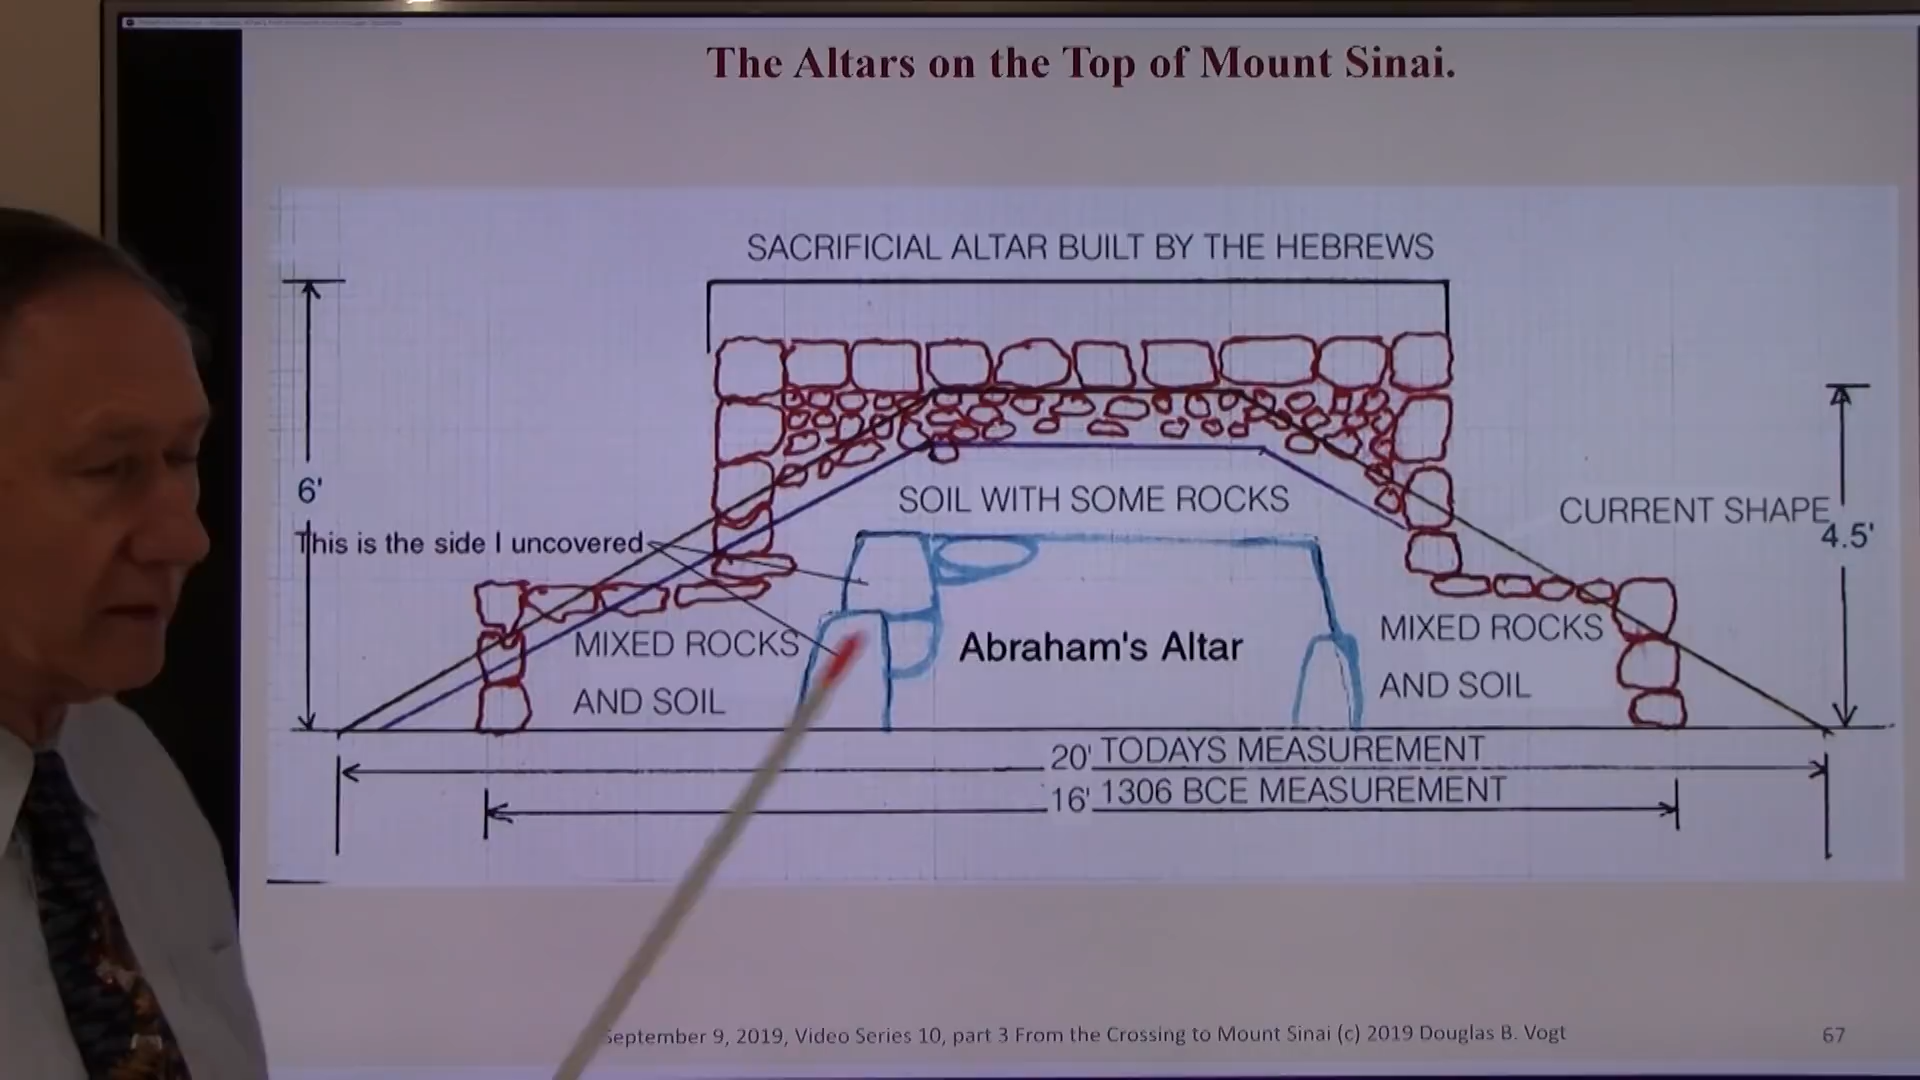 The Altars on the Top of Mount Sinai.
SACRIFICIAL ALTAR BUILT BY THE HEBREWS
6'
SOIL WITH SOME ROCKS
CURRENT SHAPE
4.5'
This is the side I uncovered
MIXED ROCKS
AND SOIL
Abraham's Altar
MIXED ROCKS
AND SOIL
20' TODAYS MEASUREMENT
16' 1306 BCE MEASUREMENT
September 9, 2019, Video Series 10, part 3 From the Crossing to Mount Sinai (c) 2019 Douglas B. Vogt
67